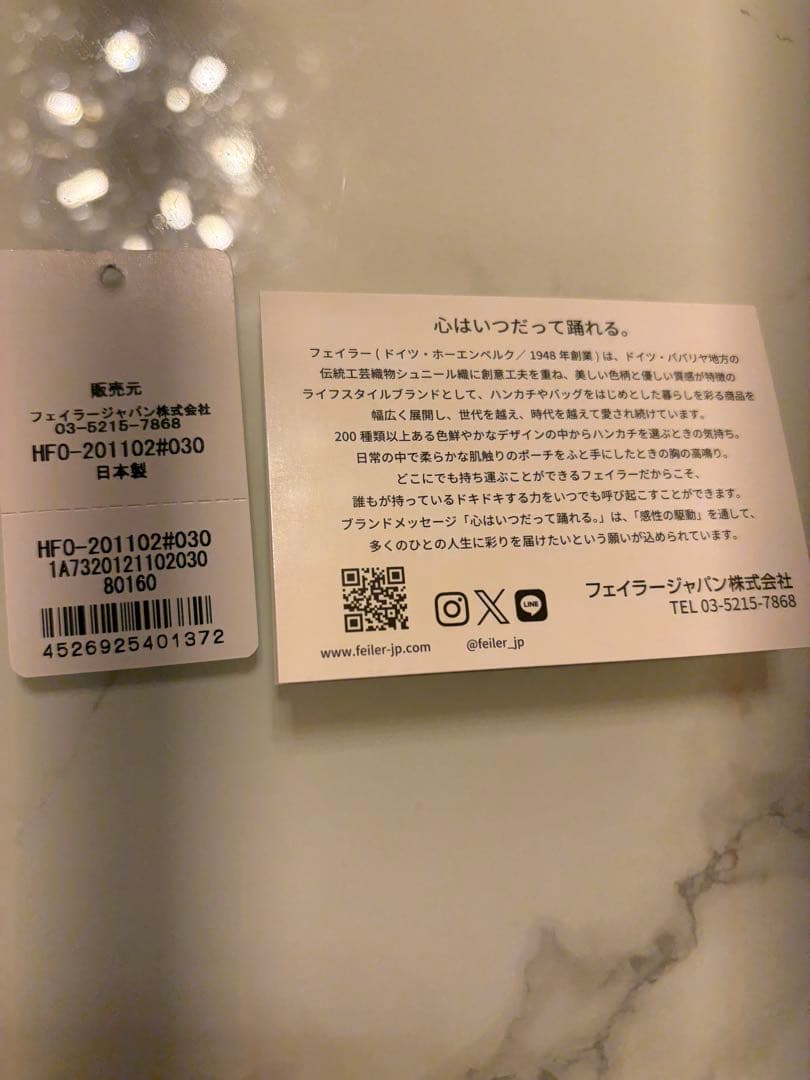 販売元
フェイラージャパン株式会社
03-5215-7868
HFO-201102#030
日本製
HFO-201102#030
1A7320121102030
80160
4526925401372
心はいつだって踊れる。
フェイラー ( ドイツ・ホーエンベルク／ 1948 年創業 ) は、ドイツ・ババリヤ地方の
伝統工芸織物シュニール織に創意工夫を重ね、美しい色柄と優しい質感が特徴の
ライフスタイルブランドとして、ハンカチやバッグをはじめとした暮らしを彩る商品を
幅広く展開し、世代を越え、時代を越えて愛され続けています。
200 種類以上ある色鮮やかなデザインの中からハンカチを選ぶときの気持ち。
日常の中で柔らかな肌触りのポーチをふと手にしたときの胸の高鳴り。
どこにでも持ち運ぶことができるフェイラーだからこそ、
誰もが持っているドキドキする力をいつでも呼び起こすことができます。
ブランドメッセージ「心はいつだって踊れる。」は、「感性の駆動」を通して、
多くのひとの人生に彩りを届けたいという願いが込められています。
LINE
www.feiler-jp.com
@feiler_jp
フェイラージャパン株式会社
TEL 03-5215-7868